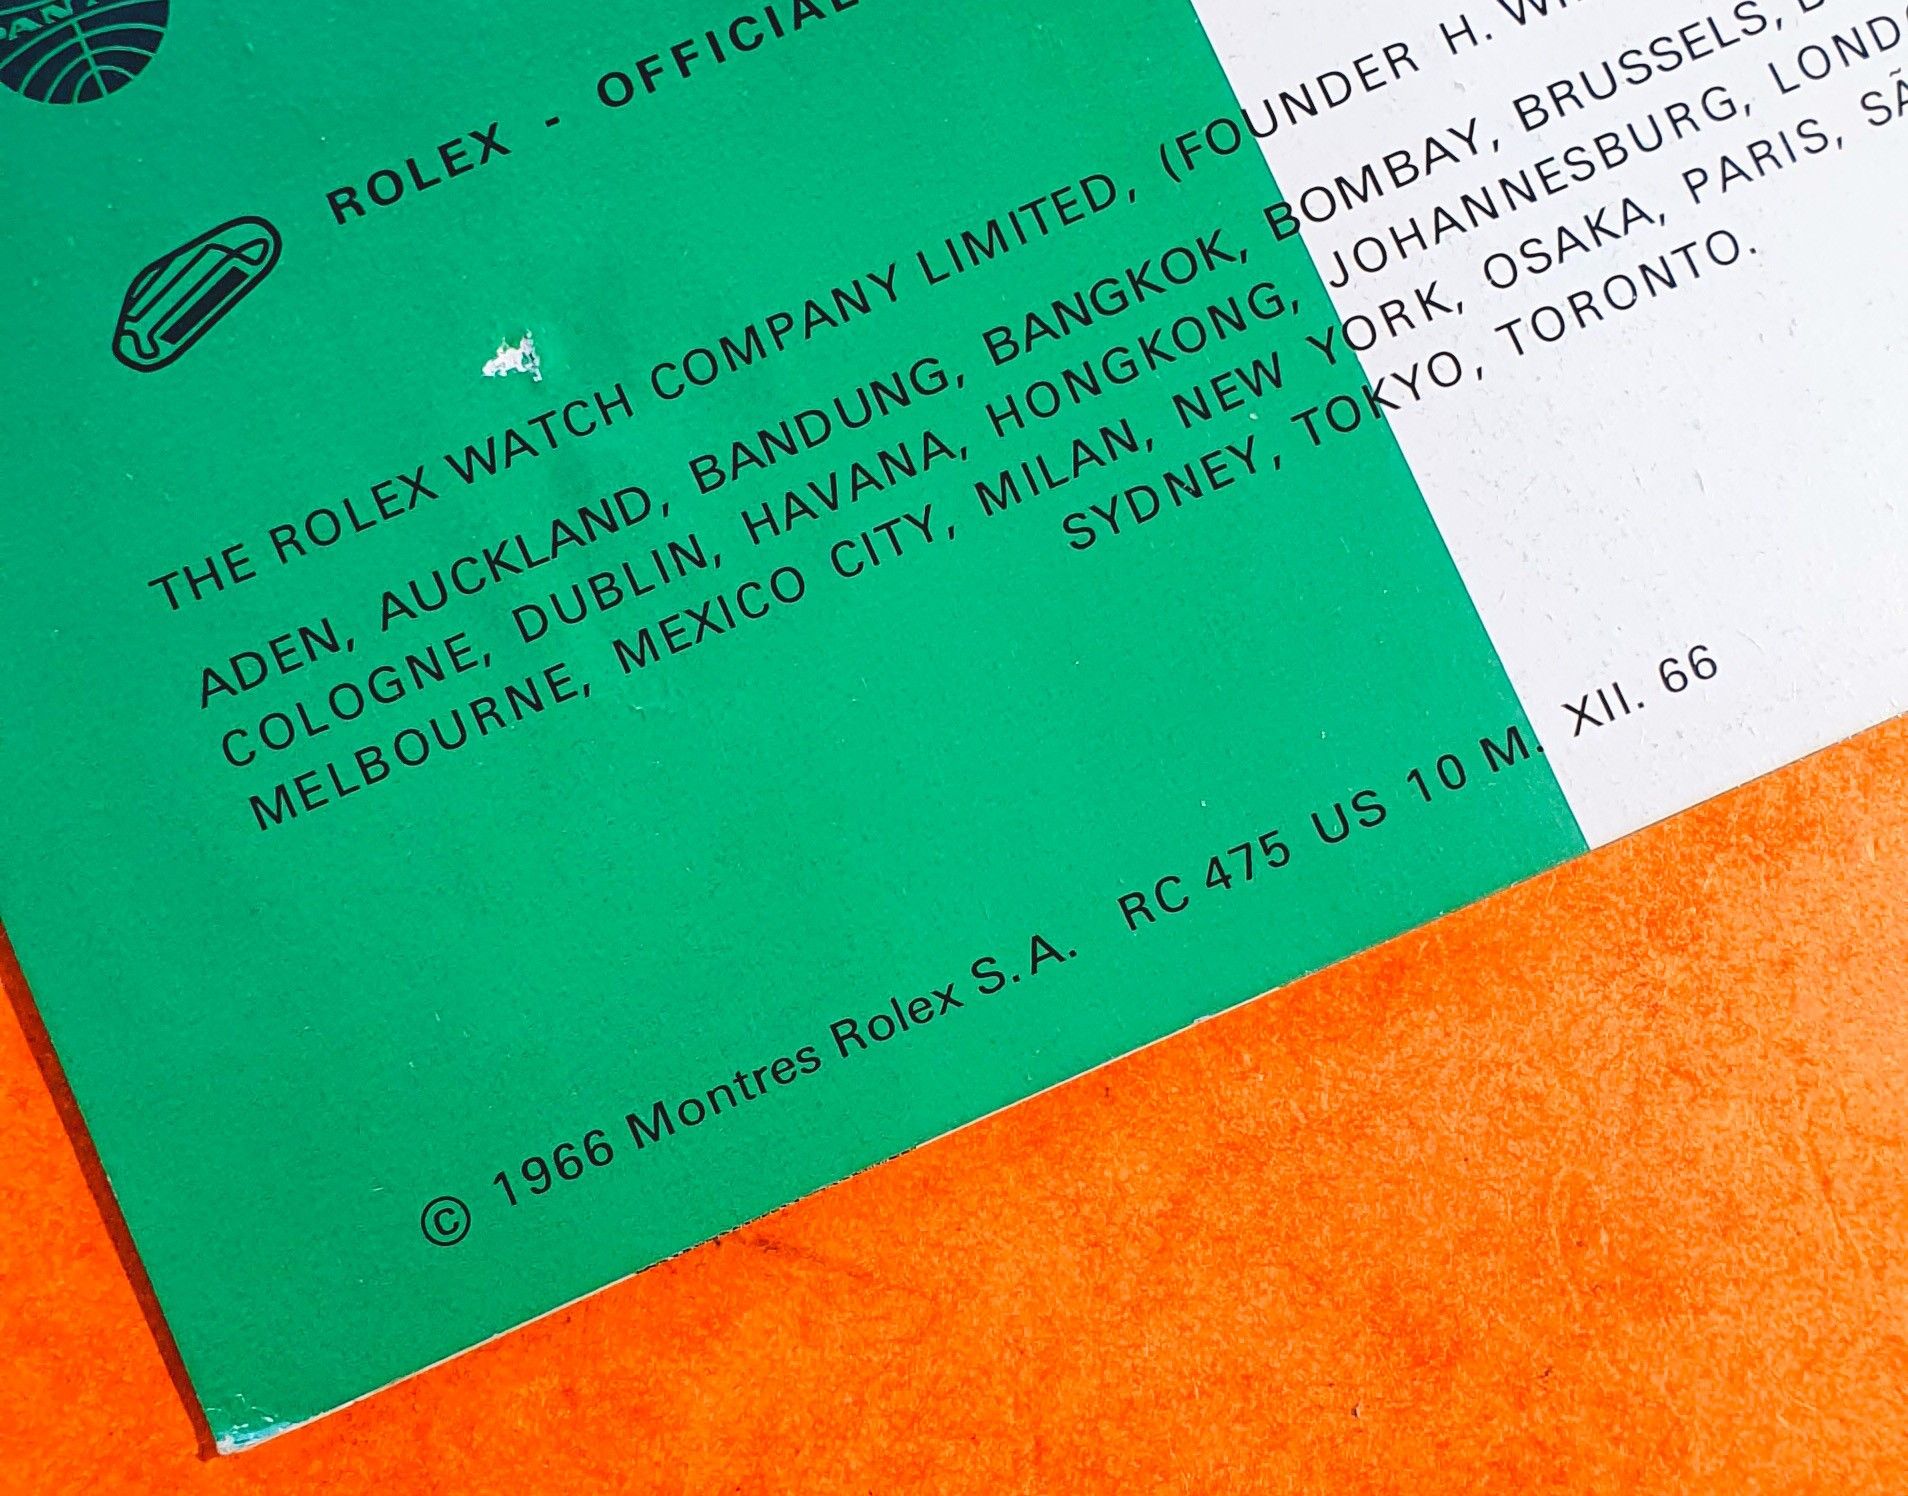 PAN A
ROLEX - OFFICIAL
THE ROLEX WATCH COMPANY LIMITED, (FOUNDER H.
ADEN, AUCKLAND, BANDUNG, BANGKOK, BOMBAY, BRUSSELS,
COLOGNE, DUBLIN, HAVANA, HONGKONG, JOHANNESBURG,
MELBOURNE, MEXICO CITY, MILAN, NEW YORK, OSAKA, PARIS,
SYDNEY, TOKYO, TORONTO.
© 1966 Montres Rolex S.A. RC 475 US 10 M. XII. 66